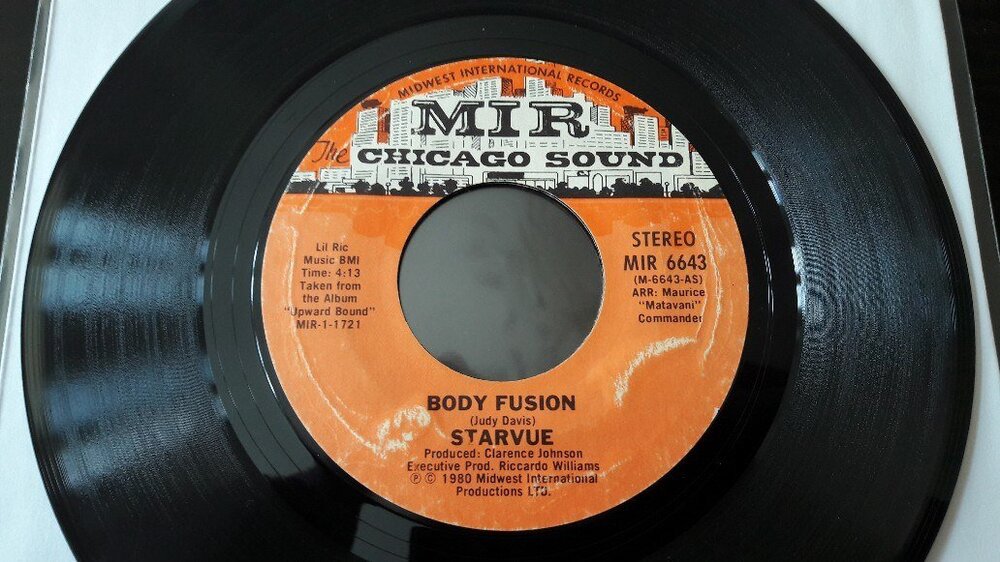 MIDWEST INTERNATIONAL RECORDS
MIR
The CHICAGO SOUND
Lil Ric
Music BMI
Time: 4:13
Taken from
the Album
"Upward Bound"
MIR-1-1721
STEREO
MIR 6643
(M-6643-AS)
ARR: Maurice
"Matavani"
Commander
BODY FUSION
(Judy Davis)
STARVUE
Produced: Clarence Johnson
Executive Prod. Riccardo Williams
℗ © 1980 Midwest International
Productions LTD.